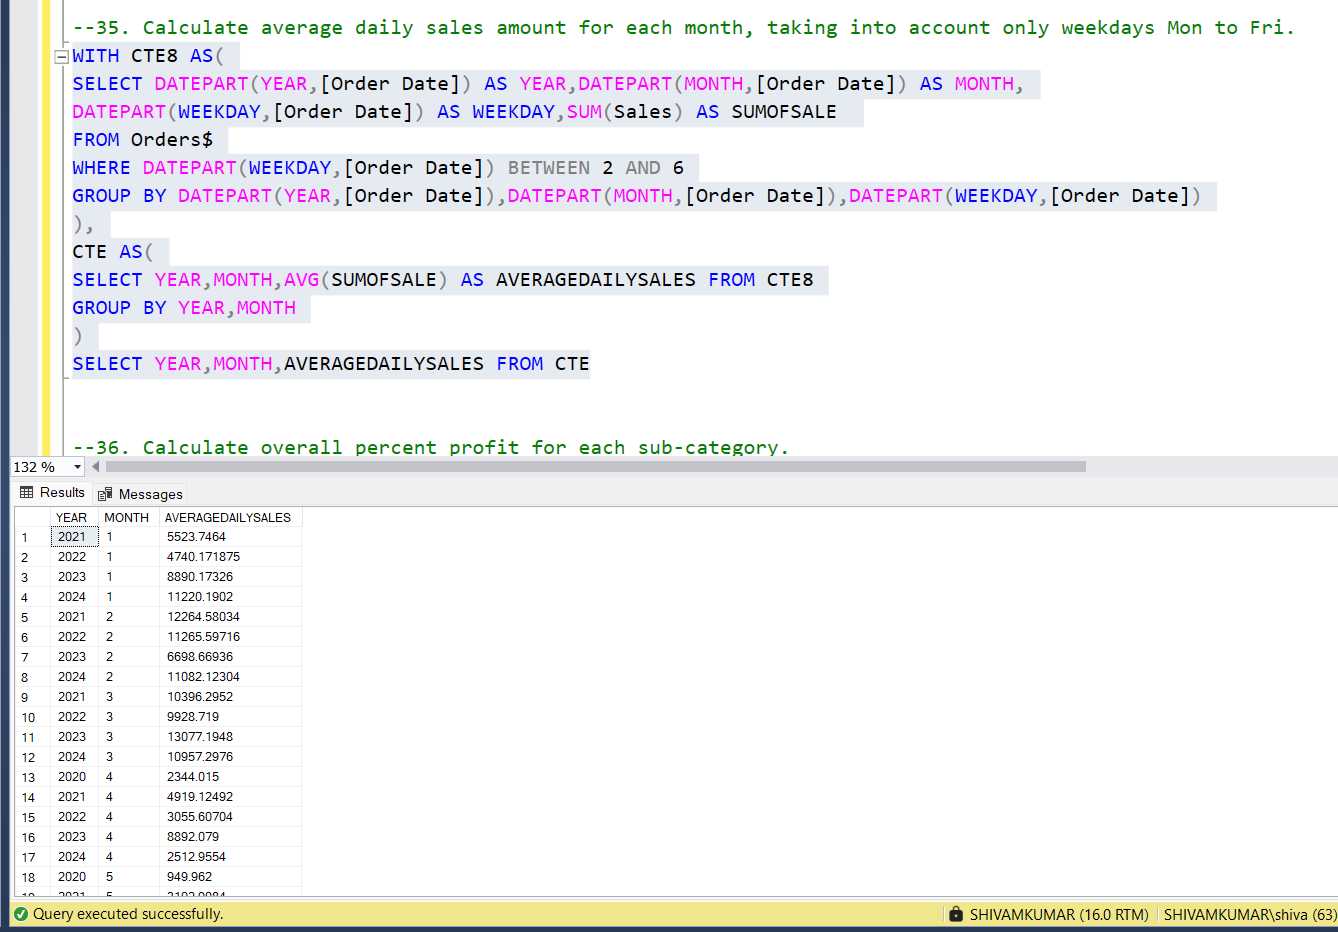 --35. Calculate average daily sales amount for each month, taking into account only weekdays Mon to Fri.
WITH CTE8 AS(
SELECT DATEPART(YEAR,[Order Date]) AS YEAR,DATEPART(MONTH,[Order Date]) AS MONTH,
DATEPART(WEEKDAY,[Order Date]) AS WEEKDAY,SUM(Sales) AS SUMOFSALE
FROM Orders$
WHERE DATEPART(WEEKDAY,[Order Date]) BETWEEN 2 AND 6
GROUP BY DATEPART(YEAR,[Order Date]),DATEPART(MONTH,[Order Date]),DATEPART(WEEKDAY,[Order Date])
),
CTE AS(
SELECT YEAR,MONTH,AVG(SUMOFSALE) AS AVERAGEDAILYSALES FROM CTE8
GROUP BY YEAR,MONTH
)
SELECT YEAR,MONTH,AVERAGEDAILYSALES FROM CTE
--36. Calculate overall percent profit for each sub-category.
132 %
Results Messages
YEAR MONTH AVERAGEDAILYSALES
1 2021 1 5523.7464
2 2022 1 4740.171875
3 2023 1 8890.17326
4 2024 1 11220.1902
5 2021 2 12264.58034
6 2022 2 11265.59716
7 2023 2 6698.66936
8 2024 2 11082.12304
9 2021 3 10396.2952
10 2022 3 9928.719
11 2023 3 13077.1948
12 2024 3 10957.2976
13 2020 4 2344.015
14 2021 4 4919.12492
15 2022 4 3055.60704
16 2023 4 8892.079
17 2024 4 2512.9554
18 2020 5 949.962
19 2021 5
Query executed successfully. SHIVAMKUMAR (16.0 RTM) SHIVAMKUMAR\shiva (63)